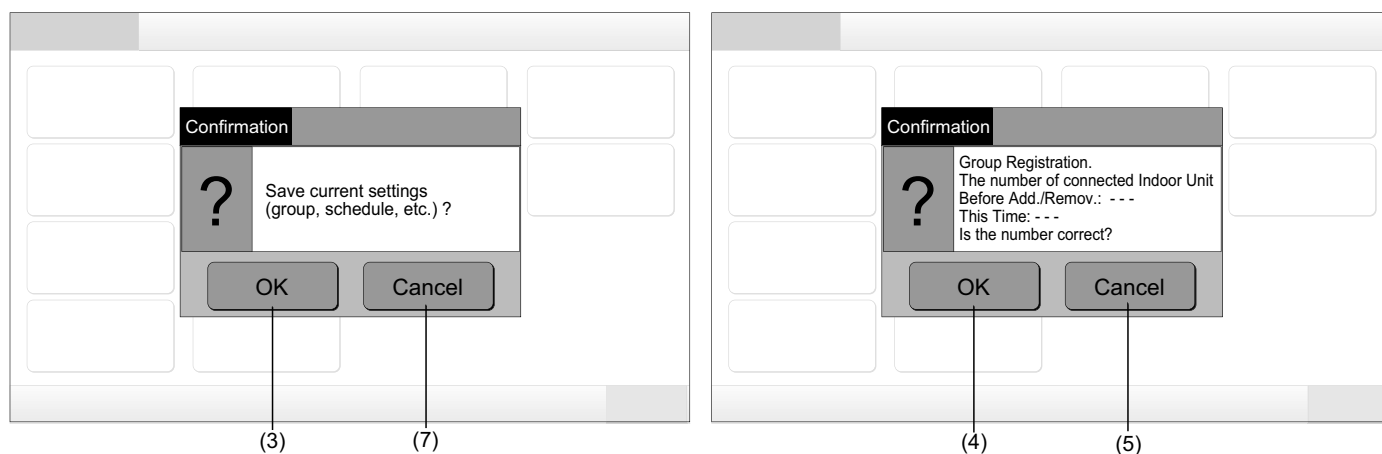 Confirmation
?
Save current settings
(group, schedule, etc.) ?
OK
Cancel
(3)
(7)
Confirmation
?
Group Registration.
The number of connected Indoor Unit
Before Add./Remov.: - - -
This Time: - - -
Is the number correct?
OK
Cancel
(4)
(5)